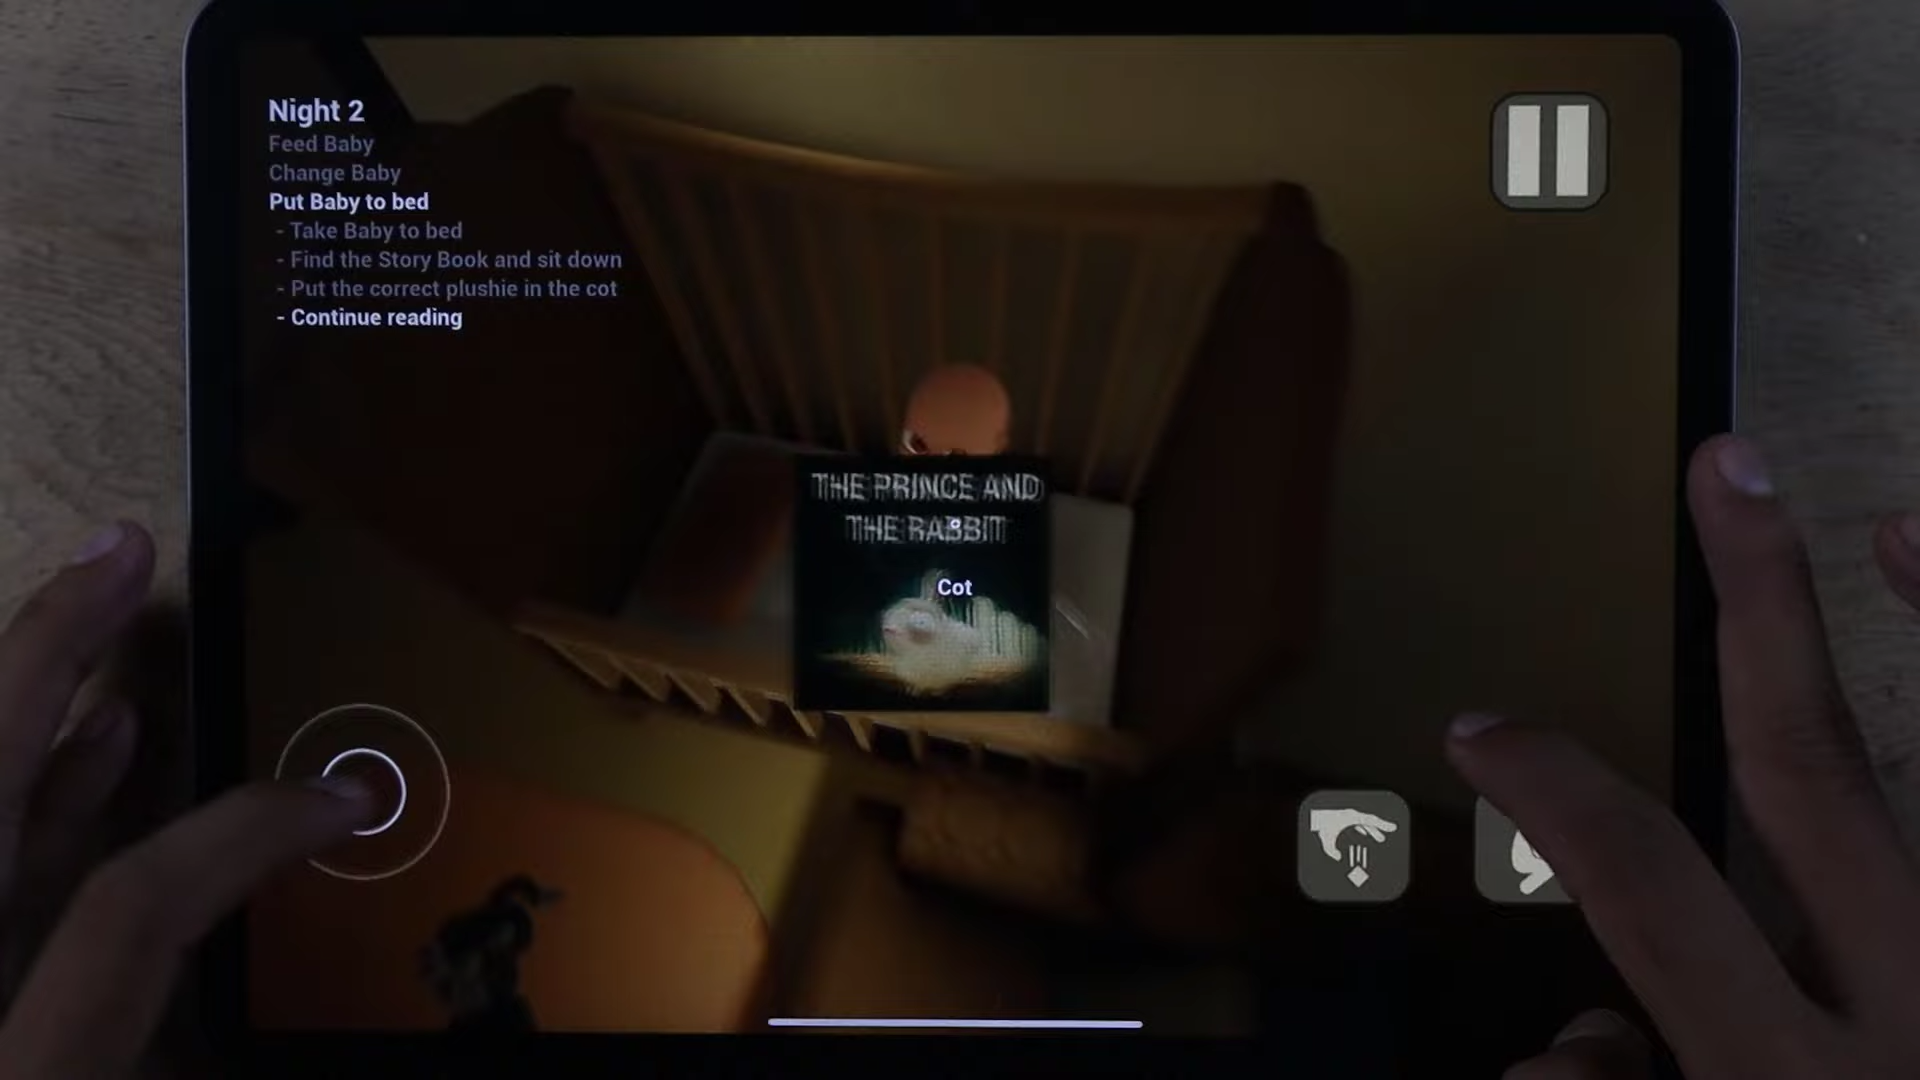 Night 2
Feed Baby
Change Baby
Put Baby to bed
- Take Baby to bed
- Find the Story Book and sit down
- Put the correct plushie in the cot
- Continue reading
THE PRINCE AND
THE RABBIT
Cot